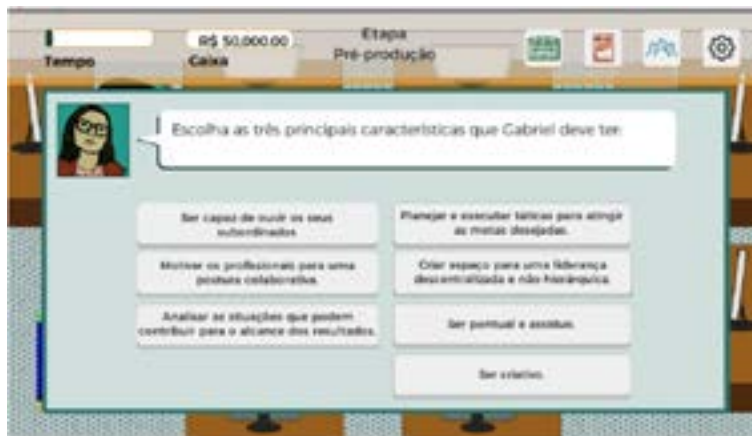 R$ 50.000,00
Etapa
Tempo
Caixa
Pré-produção
Escolha as três principais características que Gabriel deve ter:
Ser capaz de ouvir os seus
subordinados.
Planejar e executar táticas para atingir
as metas desejadas.
Motivar os profissionais para uma
postura colaborativa.
Criar espaço para uma liderança
descentralizada e não hierárquica.
Analisar as situações que podem
contribuir para o alcance dos resultados.
Ser pontual e assíduo.
Ser criativo.